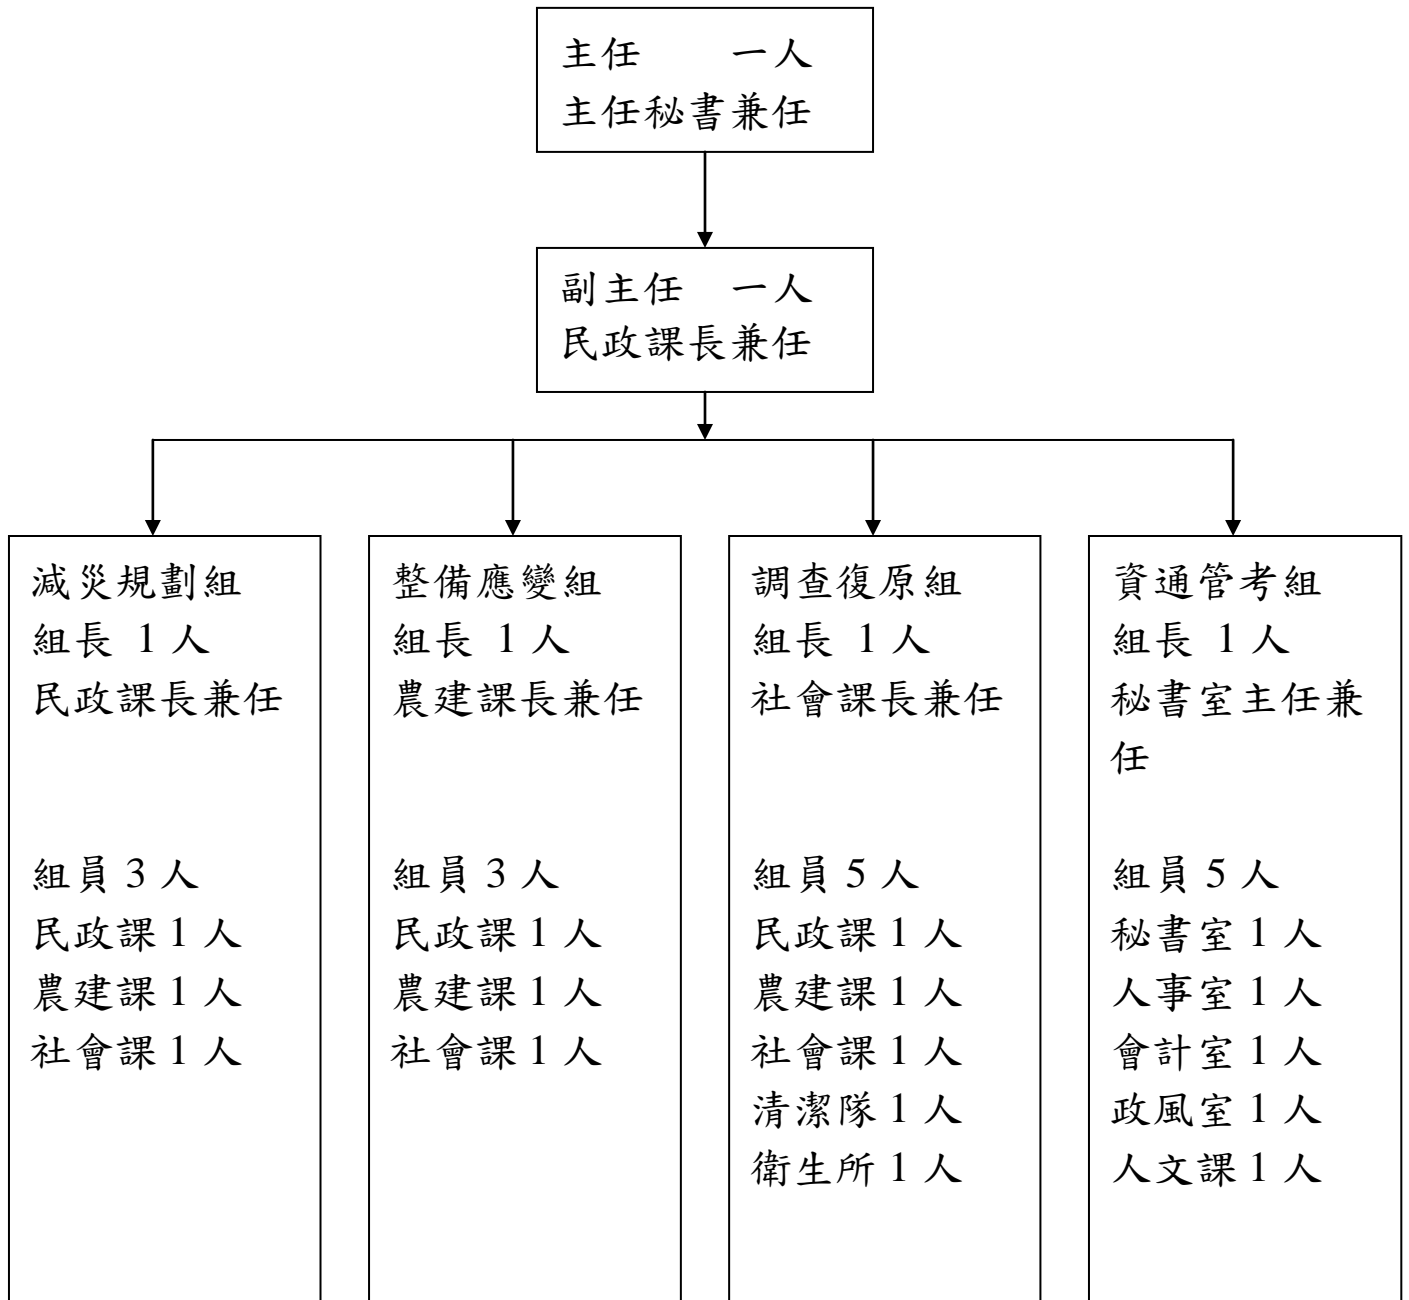 主任　　一人
主任秘書兼任
副主任　一人
民政課長兼任
減災規劃組
組長 1 人
民政課長兼任
組員 3 人
民政課 1 人
農建課 1 人
社會課 1 人
整備應變組
組長 1 人
農建課長兼任
組員 3 人
民政課 1 人
農建課 1 人
社會課 1 人
調查復原組
組長 1 人
社會課長兼任
組員 5 人
民政課 1 人
農建課 1 人
社會課 1 人
清潔隊 1 人
衛生所 1 人
資通管考組
組長 1 人
秘書室主任兼
任
組員 5 人
秘書室 1 人
人事室 1 人
會計室 1 人
政風室 1 人
人文課 1 人